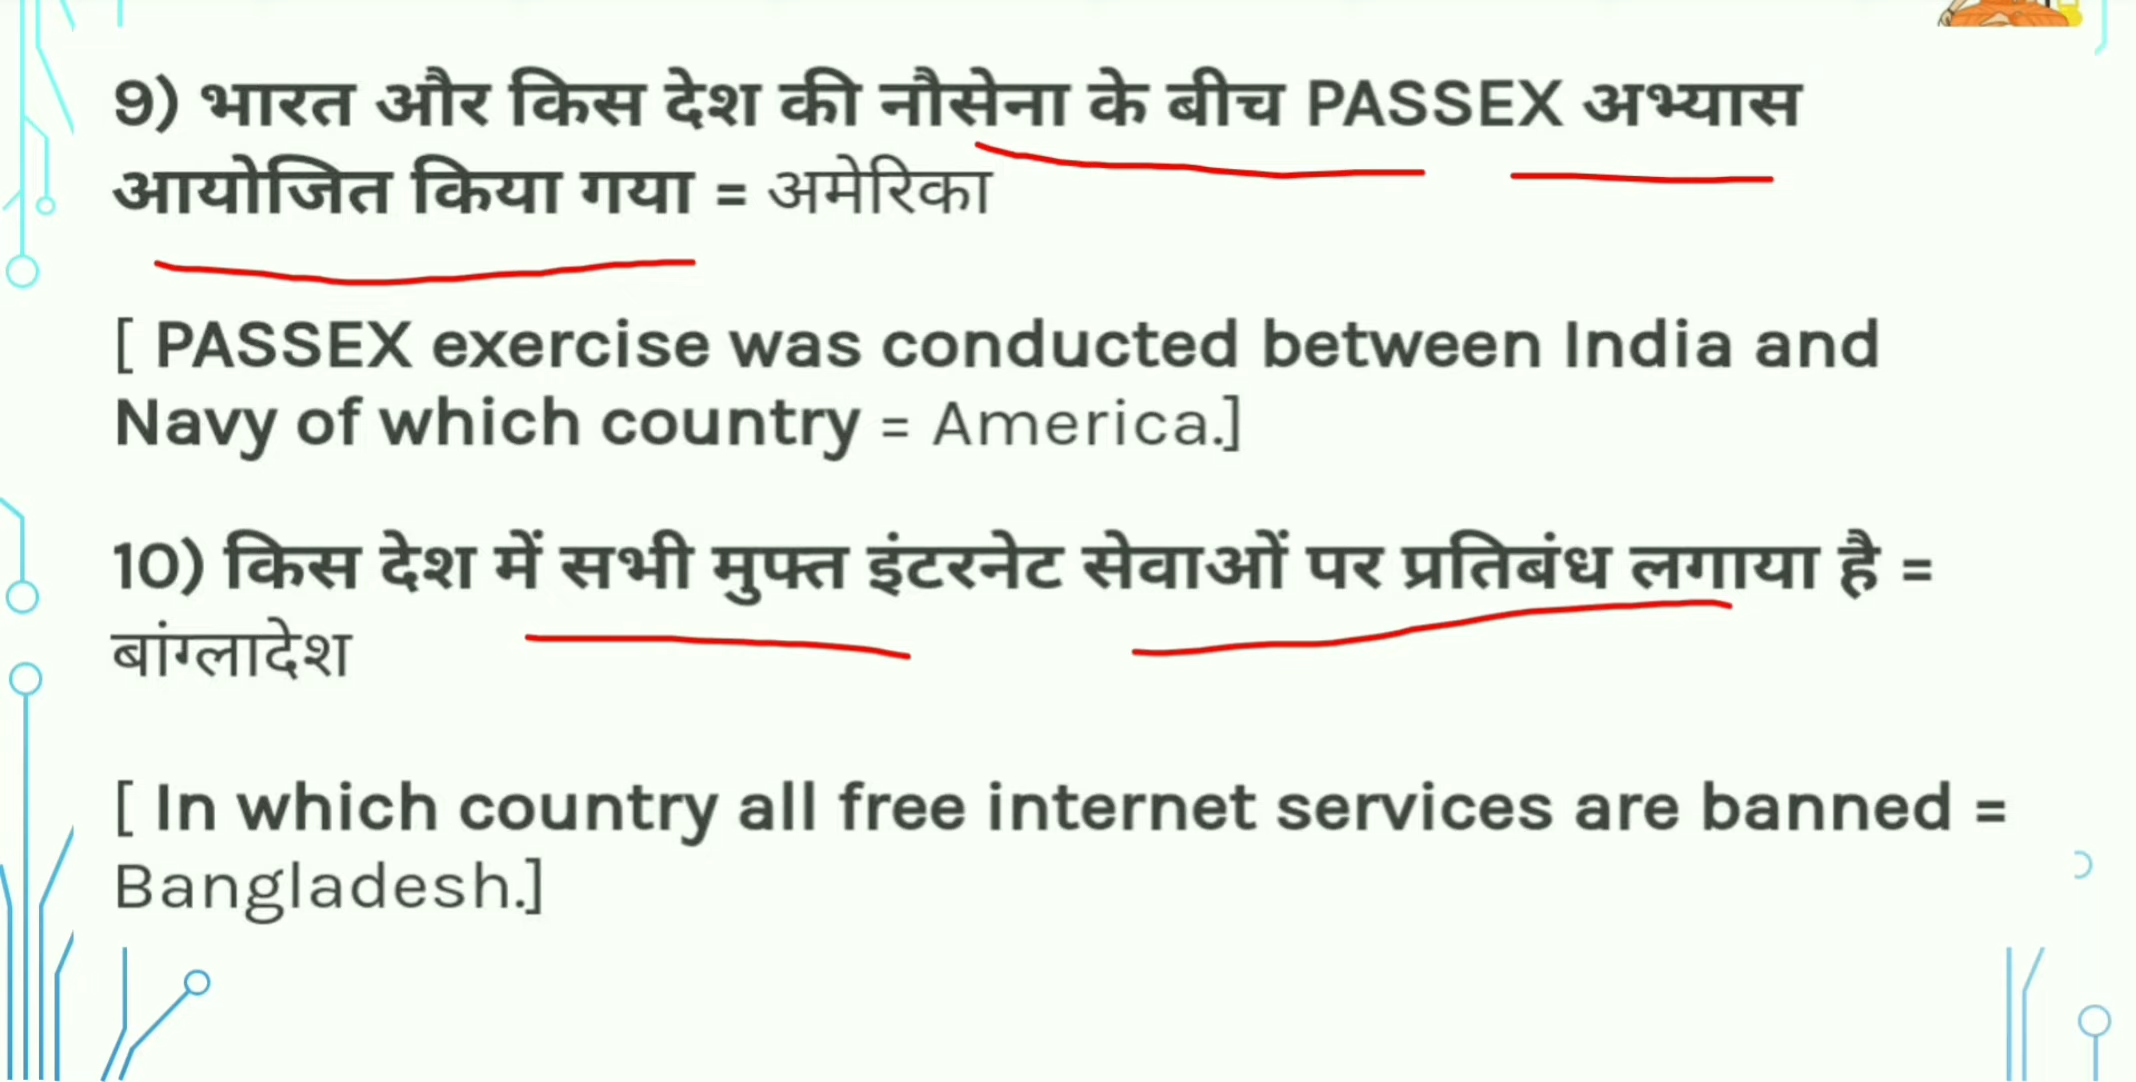 9) भारत और किस देश की नौसेना के बीच PASSEX अभ्यास
आयोजित किया गया = अमेरिका
[ PASSEX exercise was conducted between India and
Navy of which country = America.]
10) किस देश में सभी मुफ्त इंटरनेट सेवाओं पर प्रतिबंध लगाया है =
बांग्लादेश
[ In which country all free internet services are banned =
Bangladesh.]